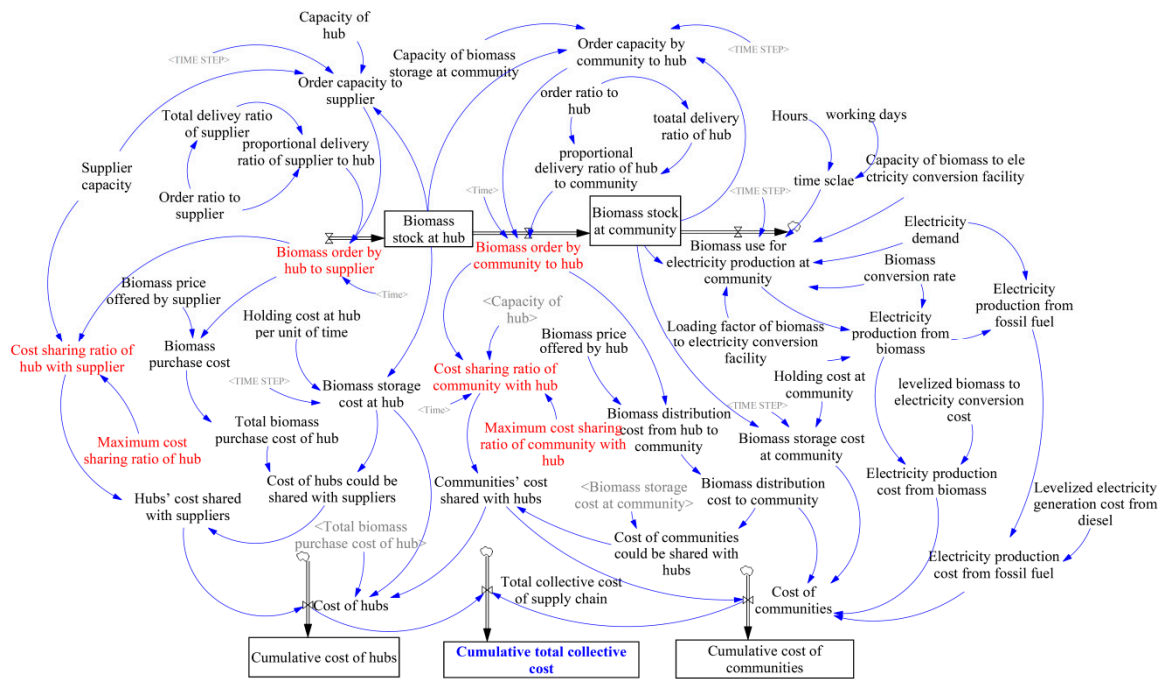 Capacity of
hub
<TIME STEP>
Order capacity to
supplier
Capacity of biomass
storage at community
Order capacity by
community to hub
<TIME STEP>
Total delivey ratio
of supplier
proportional delivery
ratio of supplier to hub
Supplier
capacity
Order ratio to
supplier
order ratio to
hub
toatal delivery
ratio of hub
proportional
delivery ratio of hub
to community
<Time>
Hours
working days
time sclae
Capacity of biomass to ele
ctricity conversion facility
<TIME STEP>
Biomass
stock at hub
Biomass stock
at community
Biomass order by
hub to supplier
Biomass order by
community to hub
Biomass use for
electricity production at
community
Electricity
demand
Biomass
conversion rate
Electricity
production from
fossil fuel
<Time>
Biomass price
offered by supplier
Holding cost at hub
per unit of time
<Capacity of
hub>
Biomass price
offered by hub
Loading factor of biomass
to electricity conversion
facility
Electricity
production from
biomass
Cost sharing ratio of
hub with supplier
Biomass
purchase cost
<TIME STEP>
Biomass storage
cost at hub
Cost sharing ratio of
community with hub
<Time>
Holding cost at
community
levelized biomass to
electricity conversion
cost
Maximum cost
sharing ratio of hub
Total biomass
purchase cost of hub
Maximum cost sharing
ratio of community with
hub
Biomass distribution
cost from hub to
community
<TIME STEP>
Biomass storage cost
at community
Hubs' cost shared
with suppliers
Cost of hubs could be
shared with suppliers
Communities' cost
shared with hubs
<Biomass storage
cost at community>
Biomass distribution
cost to community
Electricity production
cost from biomass
Levelized electricity
generation cost from
diesel
<Total biomass
purchase cost of hub>
Cost of communities
could be shared with
hubs
Electricity production
cost from fossil fuel
Cost of hubs
Total collective cost
of supply chain
Cost of
communities
Cumulative cost of hubs
Cumulative total collective
cost
Cumulative cost of
communities